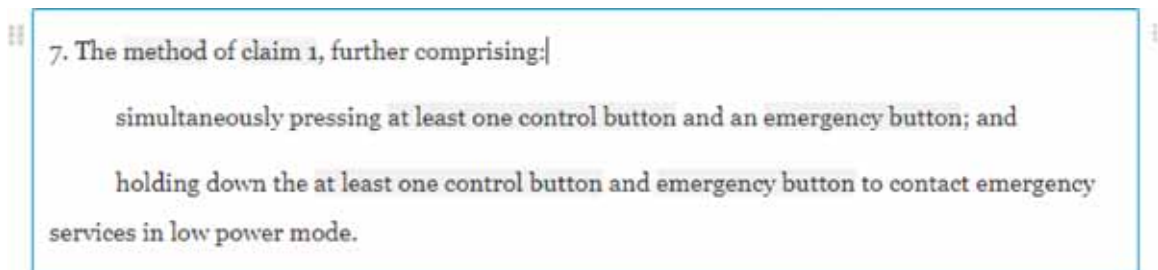 7. The method of claim 1, further comprising:
simultaneously pressing at least one control button and an emergency button; and
holding down the at least one control button and emergency button to contact emergency
services in low power mode.